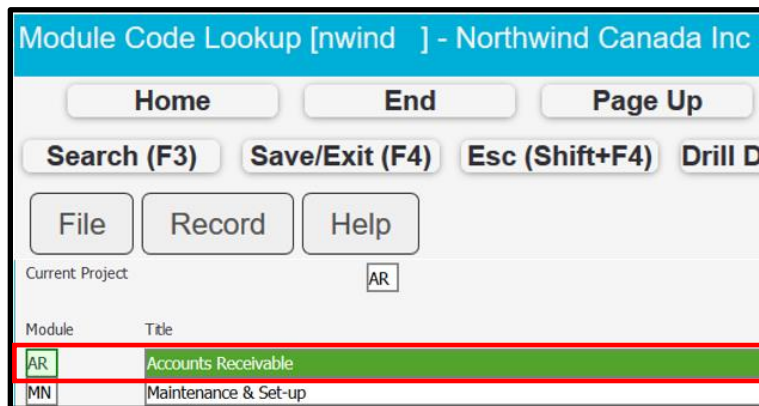 Module Code Lookup [nwind   ] - Northwind Canada Inc
Home End Page Up
Search (F3) Save/Exit (F4) Esc (Shift+F4) Drill D
File Record Help
Current Project AR
Module Title
AR Accounts Receivable
MN Maintenance & Set-up